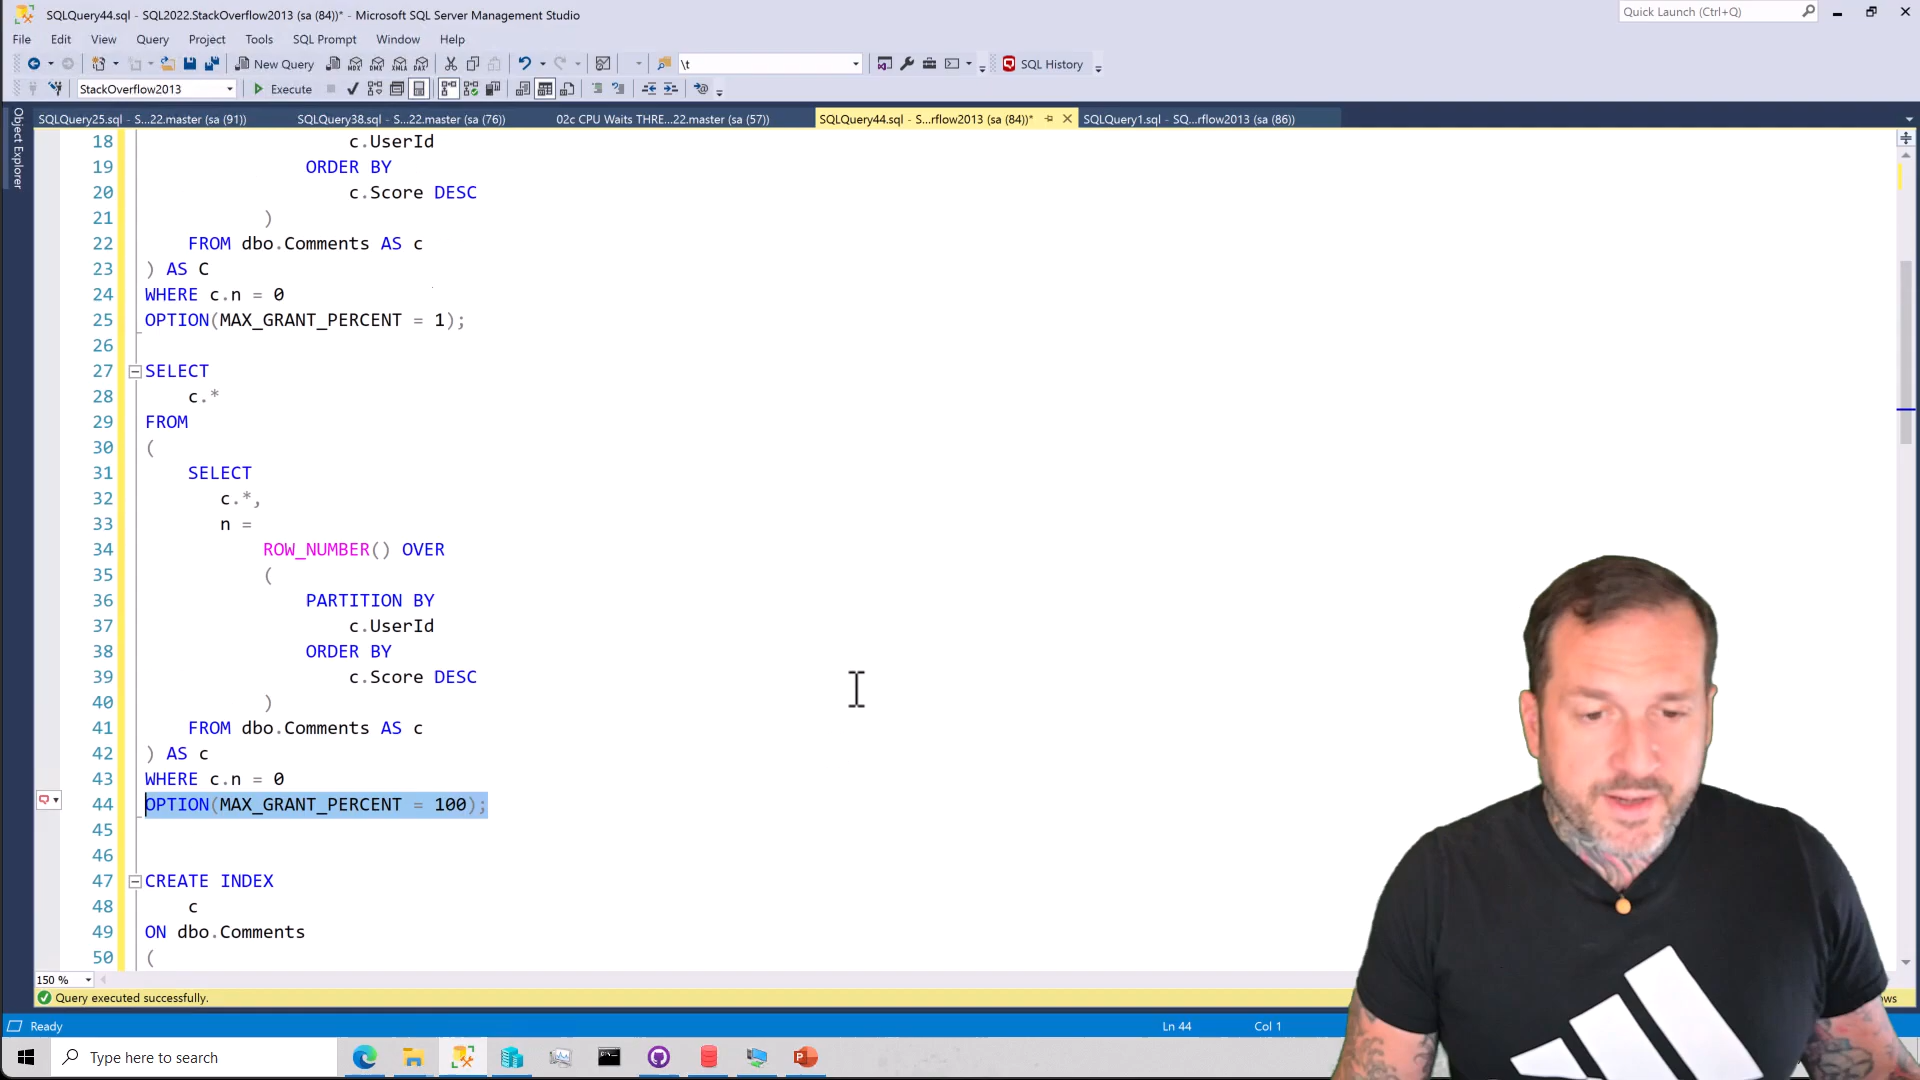 SQLQuery44.sql - SQL2022.StackOverflow2013 (sa (84))* - Microsoft SQL Server Management Studio
Quick Launch (Ctrl+Q)
File Edit View Query Project Tools SQL Prompt Window Help
New Query
MDX DMX XMLA DAX
\t
SQL History
StackOverflow2013
Execute
SQLQuery25.sql - S...22.master (sa (91))
SQLQuery38.sql - S...22.master (sa (76))
02c CPU Waits THRE...22.master (sa (57))
SQLQuery44.sql - S...rflow2013 (sa (84))*
SQLQuery1.sql - SQ...rflow2013 (sa (86))
Object Explorer
18 c.UserId
19 ORDER BY
20 c.Score DESC
21 )
22 FROM dbo.Comments AS c
23 ) AS C
24 WHERE c.n = 0
25 OPTION(MAX_GRANT_PERCENT = 1);
26
27 SELECT
28 c.*
29 FROM
30 (
31 SELECT
32 c.*,
33 n =
34 ROW_NUMBER() OVER
35 (
36 PARTITION BY
37 c.UserId
38 ORDER BY
39 c.Score DESC
40 )
41 FROM dbo.Comments AS c
42 ) AS c
43 WHERE c.n = 0
44 OPTION(MAX_GRANT_PERCENT = 100);
45
46
47 CREATE INDEX
48 c
49 ON dbo.Comments
50 (
150 %
Query executed successfully.
ows
Ready
Ln 44
Col 1
Type here to search